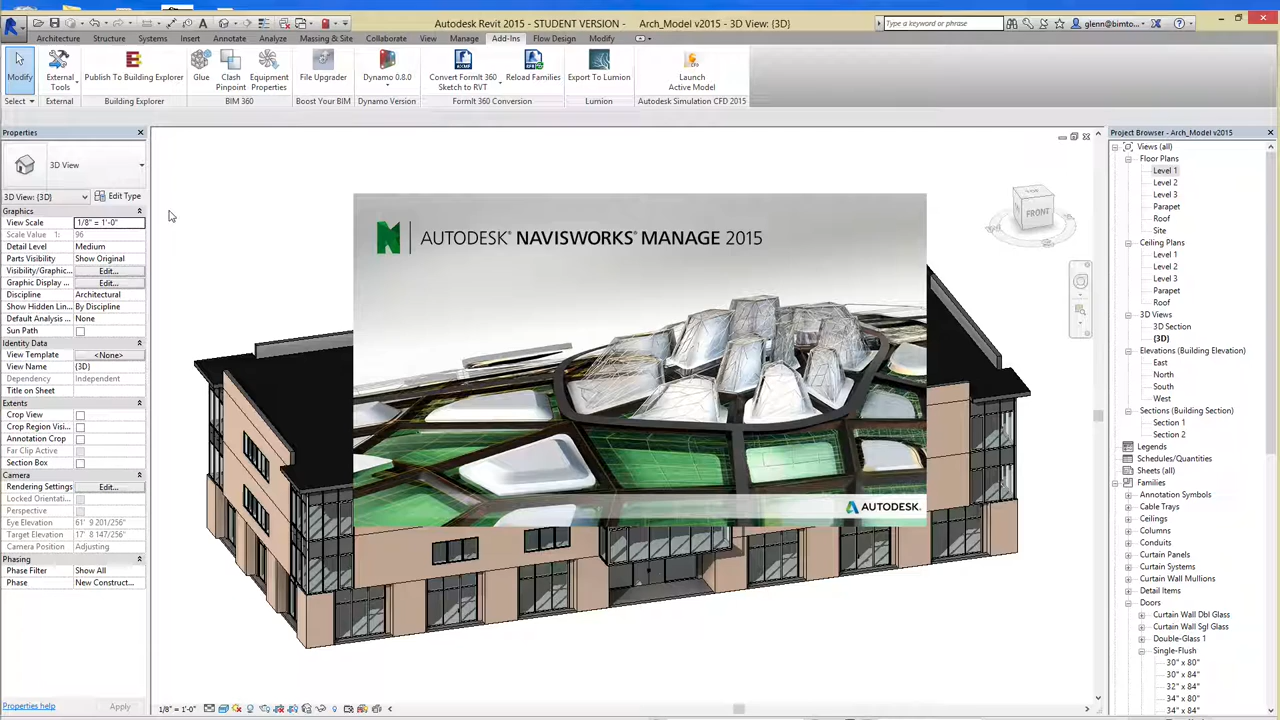 Autodesk Revit 2015 - STUDENT VERSION - Arch_Model v2015 - 3D View: {3D}
Type a keyword or phrase
glenn@bimto...
Architecture Structure Systems Insert Annotate Analyze Massing & Site Collaborate View Manage Add-Ins Flow Design Modify
Modify
External Tools
Publish To Building Explorer
Glue
Clash Pinpoint
Equipment Properties
File Upgrader
Dynamo 0.8.0
Convert FormIt 360 Sketch to RVT
Reload Families
Export To Lumion
Launch Active Model
Select External Building Explorer BIM 360 Boost Your BIM Dynamo Version FormIt 360 Conversion Lumion Autodesk Simulation CFD 2015
Properties
3D View
3D View: {3D} Edit Type
Graphics
View Scale 1/8" = 1'-0"
Scale Value 1: 96
Detail Level Medium
Parts Visibility Show Original
Visibility/Graphic... Edit...
Graphic Display ... Edit...
Discipline Architectural
Show Hidden Lin... By Discipline
Default Analysis ... None
Sun Path
Identity Data
View Template <None>
View Name {3D}
Dependency Independent
Title on Sheet
Extents
Crop View
Crop Region Visi...
Annotation Crop
Far Clip Active
Section Box
Camera
Rendering Settings Edit...
Locked Orientati...
Perspective
Eye Elevation 61' 9 201/256"
Target Elevation 17' 8 147/256"
Camera Position Adjusting
Phasing
Phase Filter Show All
Phase New Construct...
Properties help Apply
AUTODESK® NAVISWORKS® MANAGE 2015
AUTODESK.
TOP
FRONT
1/8" = 1'-0"
Project Browser - Arch_Model v2015
Views (all)
Floor Plans
Level 1
Level 2
Level 3
Parapet
Roof
Site
Ceiling Plans
Level 1
Level 2
Level 3
Parapet
Roof
3D Views
3D Section
{3D}
Elevations (Building Elevation)
East
North
South
West
Sections (Building Section)
Section 1
Section 2
Legends
Schedules/Quantities
Sheets (all)
Families
Annotation Symbols
Cable Trays
Ceilings
Columns
Conduits
Curtain Panels
Curtain Systems
Curtain Wall Mullions
Detail Items
Doors
Curtain Wall Dbl Glass
Curtain Wall Sgl Glass
Double-Glass 1
Single-Flush
30" x 80"
30" x 84"
32" x 84"
34" x 80"
34" x 84"